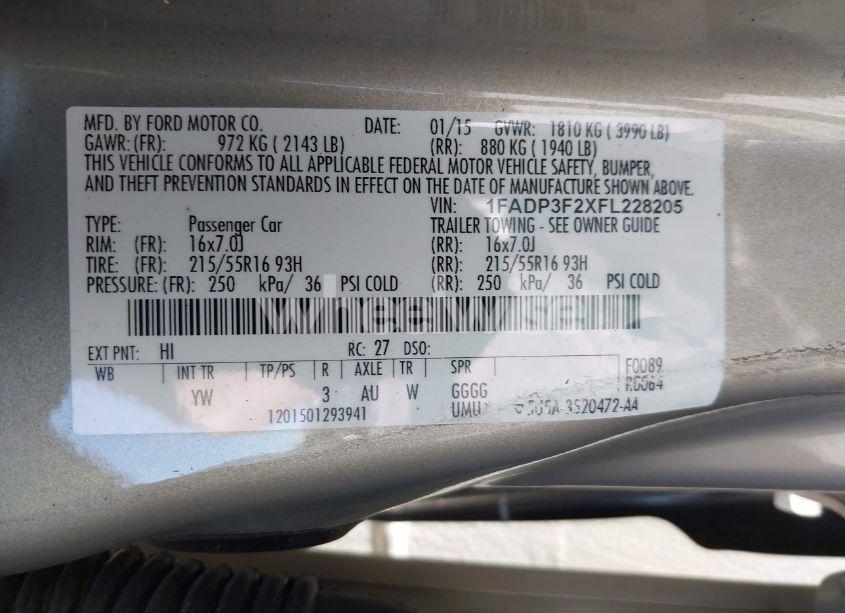 MFD. BY FORD MOTOR CO. DATE: 01/15 GVWR: 1810 KG ( 3990 LB)
GAWR: (FR): 972 KG ( 2143 LB) (RR): 880 KG ( 1940 LB)
THIS VEHICLE CONFORMS TO ALL APPLICABLE FEDERAL MOTOR VEHICLE SAFETY, BUMPER,
AND THEFT PREVENTION STANDARDS IN EFFECT ON THE DATE OF MANUFACTURE SHOWN ABOVE.
VIN: 1FADP3F2XFL228205
TYPE: Passenger Car TRAILER TOWING - SEE OWNER GUIDE
RIM: (FR): 16x7.0J (RR): 16x7.0J
TIRE: (FR): 215/55R16 93H (RR): 215/55R16 93H
PRESSURE: (FR): 250 kPa/ 36 PSI COLD (RR): 250 kPa/ 36 PSI COLD
WheelWise
EXT PNT: HI RC: 27 DSO:
WB INT TR TP/PS R AXLE TR SPR F0089
YW 3 AU W GGGG R0064
1201501293941 UMU 3520472-AA